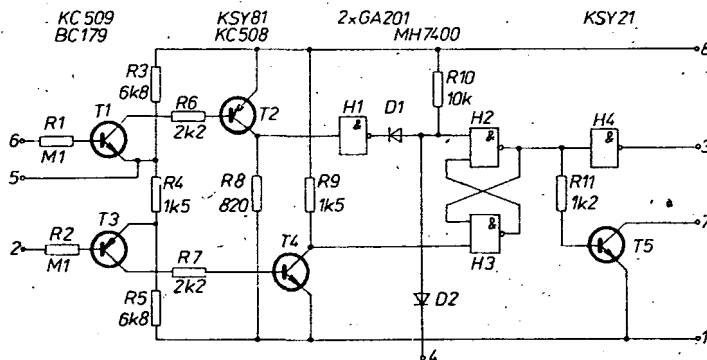 KC509 KSY81 2xGA201 KSY21
BC179 KC508 MH7400
8
R3
6k8
R10
10k
R6
T1
T2
H1 D1 H2 H4
R1
2k2
6
M1
&
&
&
3
5
R4
1k5
R8
820
R9
1k5
R11
1k2
T3
&
7
R2
T4
H3
T5
2
M1
R7
2k2
R5
6k8
D2
1
4